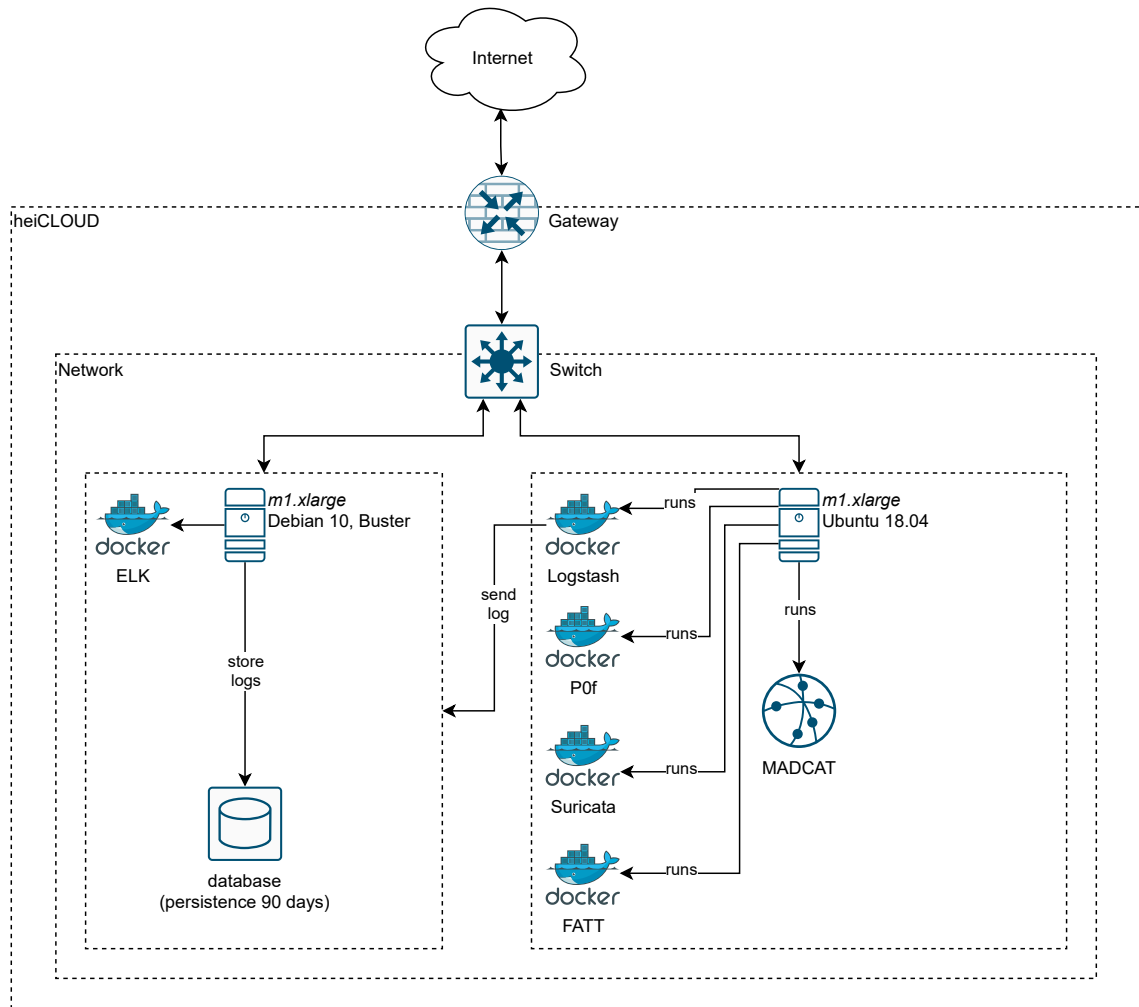 Internet
heiCLOUD
Gateway
Network
Switch
docker
ELK
m1.xlarge
Debian 10, Buster
store
logs
database
(persistence 90 days)
send
log
docker
Logstash
runs
m1.xlarge
Ubuntu 18.04
docker
P0f
runs
runs
MADCAT
docker
Suricata
runs
docker
FATT
runs